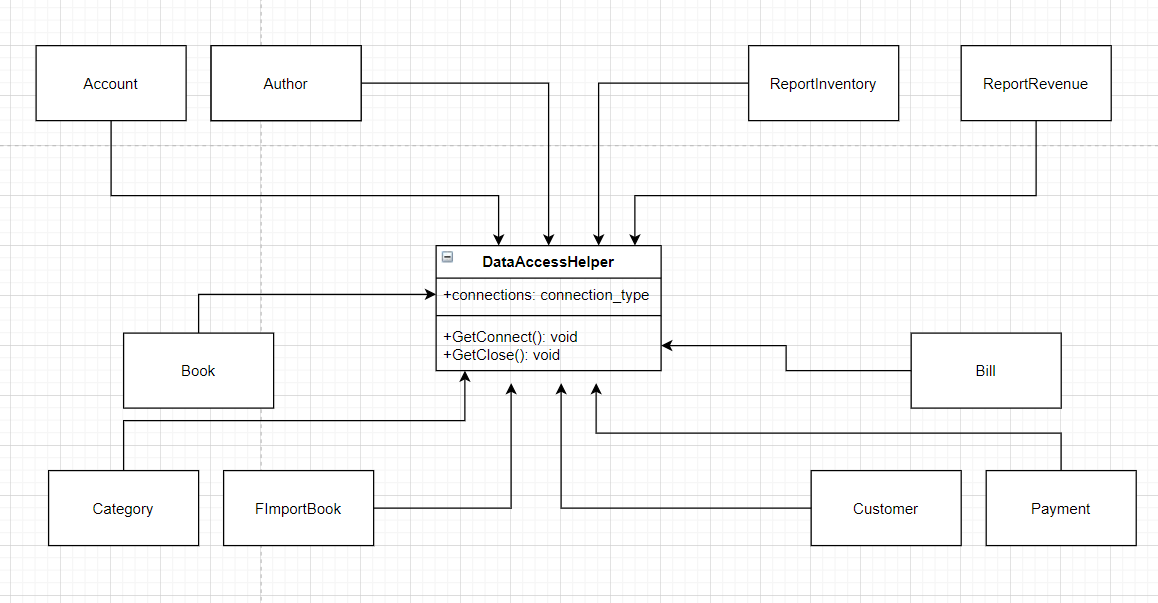 Account
Author
ReportInventory
ReportRevenue
DataAccessHelper
+connections: connection_type
+GetConnect(): void
+GetClose(): void
Book
Bill
Category
FImportBook
Customer
Payment